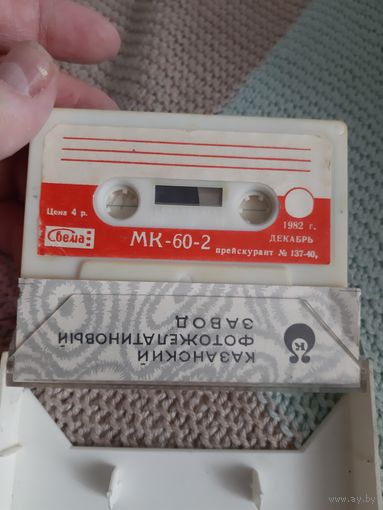 Цена 4 р.
Свема
МК-60-2
1982 г.
ДЕКАБРЬ
прейскурант № 137-40,
КАЗАНСКИЙ
ФОТОЖЕЛАТИНОВЫЙ
ЗАВОД
К
www.ay.by